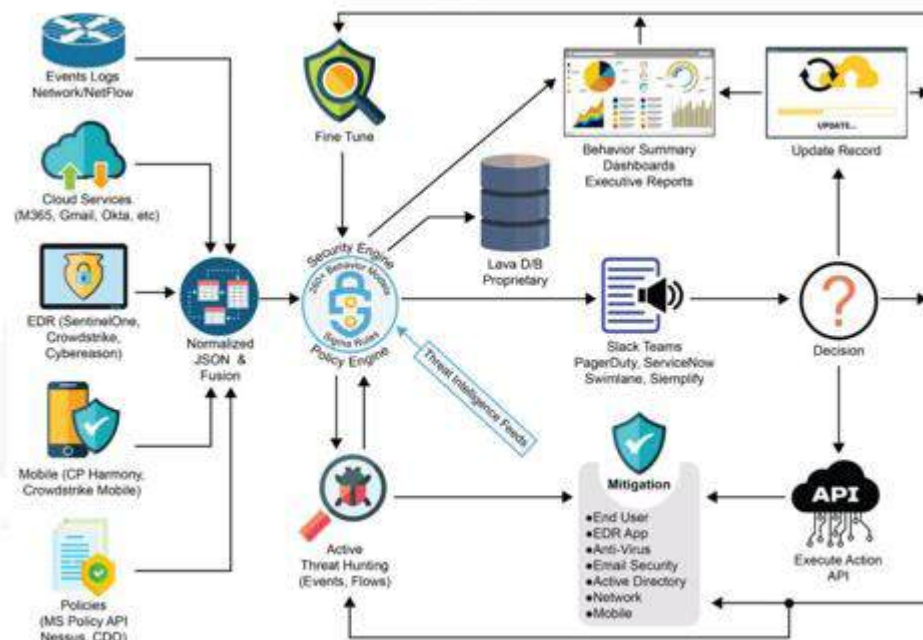 Events Logs
Network/NetFlow
Cloud Services
(M365, Gmail, Okta, etc)
EDR (SentinelOne,
Crowdstrike,
Cybereason)
Mobile (CP Harmony,
Crowdstrike Mobile)
Policies
(MS Policy API
Nessus, CDO)
Normalized
JSON &
Fusion
Fine Tune
Security Engine
260+ Behavior Models
Sigma Rules
Policy Engine
Threat Intelligence Feeds
Active
Threat Hunting
(Events, Flows)
Lava D/B
Proprietary
Behavior Summary
Dashboards
Executive Reports
UPDATE...
Update Record
Slack Teams
PagerDuty, ServiceNow
Swimlane, Siemplify
?
Decision
Mitigation
●End User
●EDR App
●Anti-Virus
●Email Security
●Active Directory
●Network
●Mobile
API
Execute Action
API